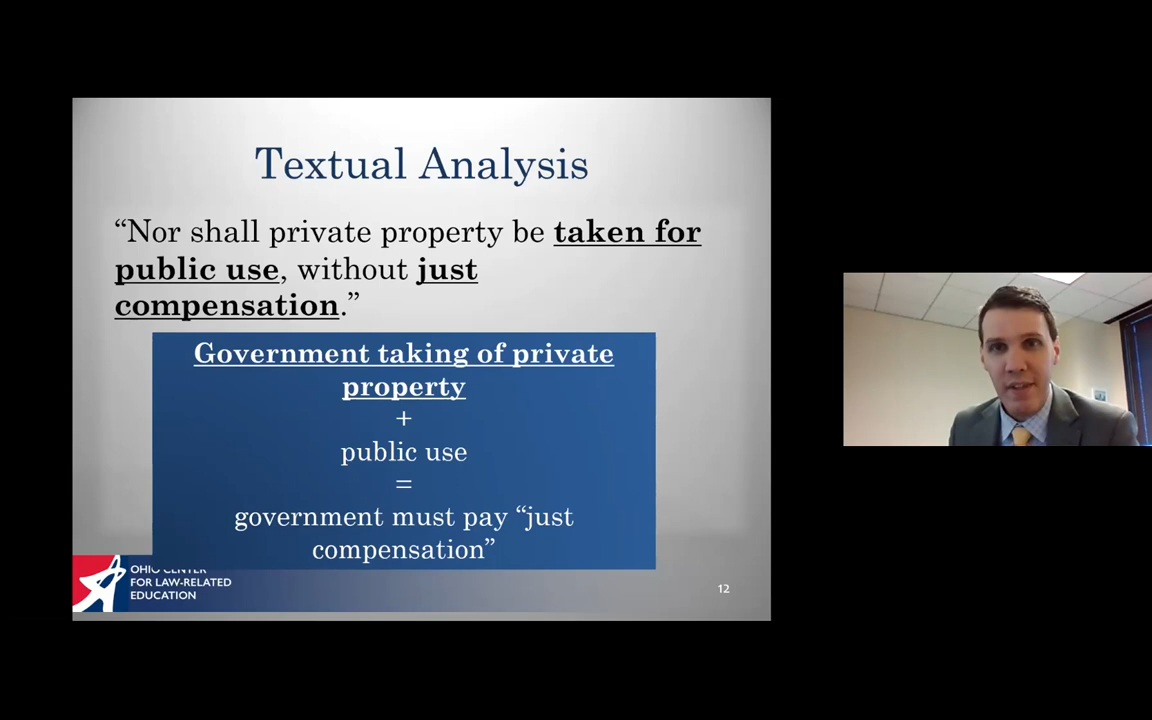 Textual Analysis
“Nor shall private property be taken for
public use, without just
compensation.”
Government taking of private
property
+
public use
=
government must pay “just
compensation”
OHIO CENTER
FOR LAW-RELATED
EDUCATION
12